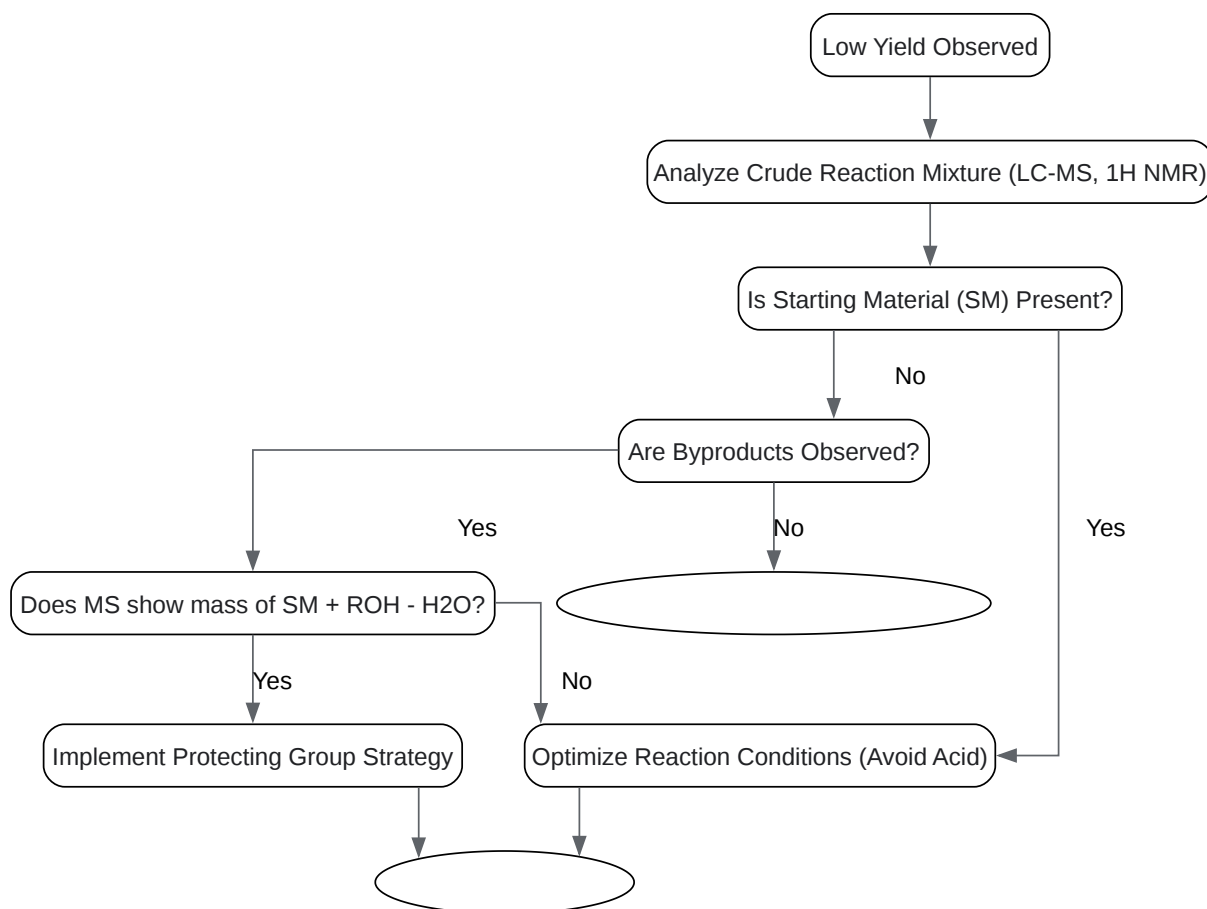 Low Yield Observed
Analyze Crude Reaction Mixture (LC-MS, 1H NMR)
Is Starting Material (SM) Present?
No
Are Byproducts Observed?
Yes
No
Yes
Does MS show mass of SM + ROH - H2O?
Yes
No
Implement Protecting Group Strategy
Optimize Reaction Conditions (Avoid Acid)